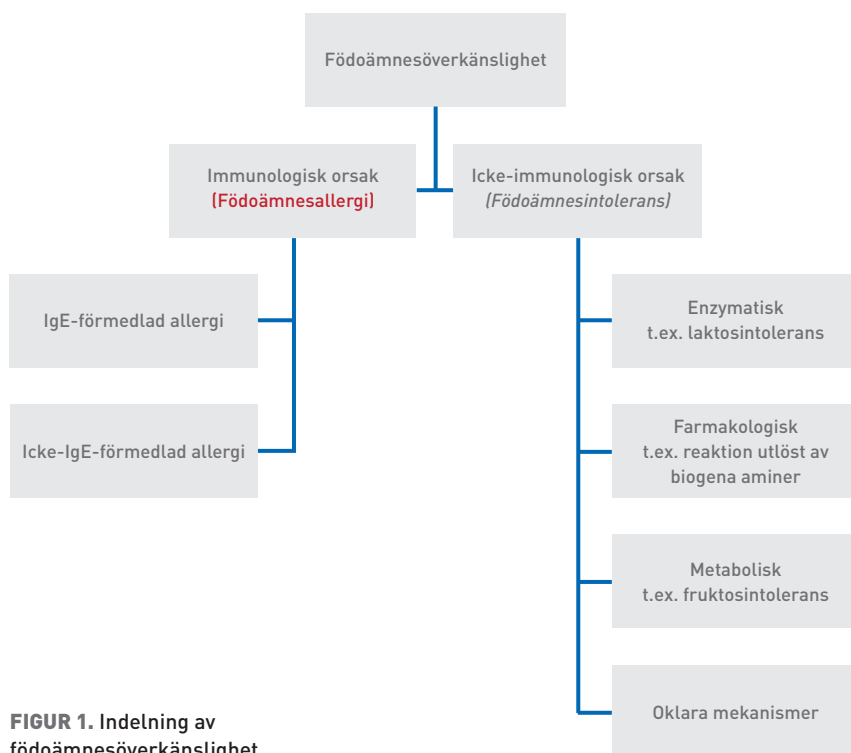 Födoämnesöverkänslighet
Immunologisk orsak
(Födoämnesallergi)
Icke-immunologisk orsak
(Födoämnesintolerans)
IgE-förmedlad allergi
Icke-IgE-förmedlad allergi
Enzymatisk
t.ex. laktosintolerans
Farmakologisk
t.ex. reaktion utlöst av
biogena aminer
Metabolisk
t.ex. fruktosintolerans
Oklara mekanismer
FIGUR 1. Indelning av
födoämnesöverkänslighet